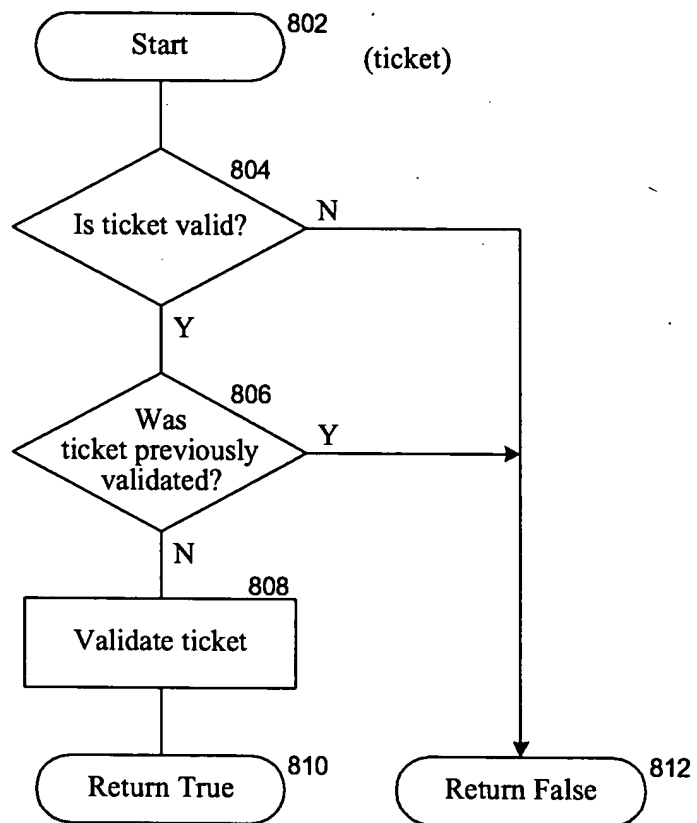 802
Start
(ticket)
804
Is ticket valid?
N
Y
806
Was
ticket previously
validated?
Y
N
808
Validate ticket
810
Return True
812
Return False